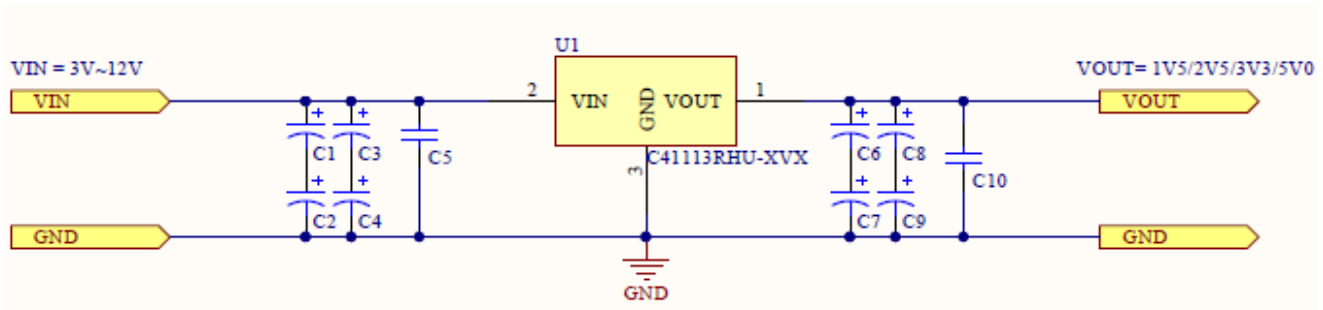 U1
VIN = 3V~12V
VOUT= 1V5/2V5/3V3/5V0
VIN
2
VIN
GND
VOUT
1
VOUT
C1
C3
C5
3
C41113RHU-XVX
C6
C8
C10
C2
C4
C7
C9
GND
GND
GND